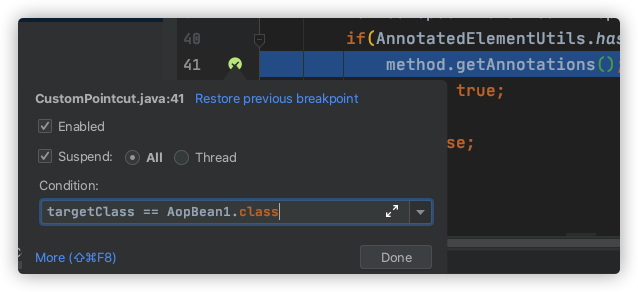 40 if(AnnotatedElementUtils.has
41 method.getAnnotations();
true;
se;
CustomPointcut.java:41 Restore previous breakpoint
Enabled
Suspend: All Thread
Condition:
targetClass == AopBean1.class
More (⇧⌘F8) Done